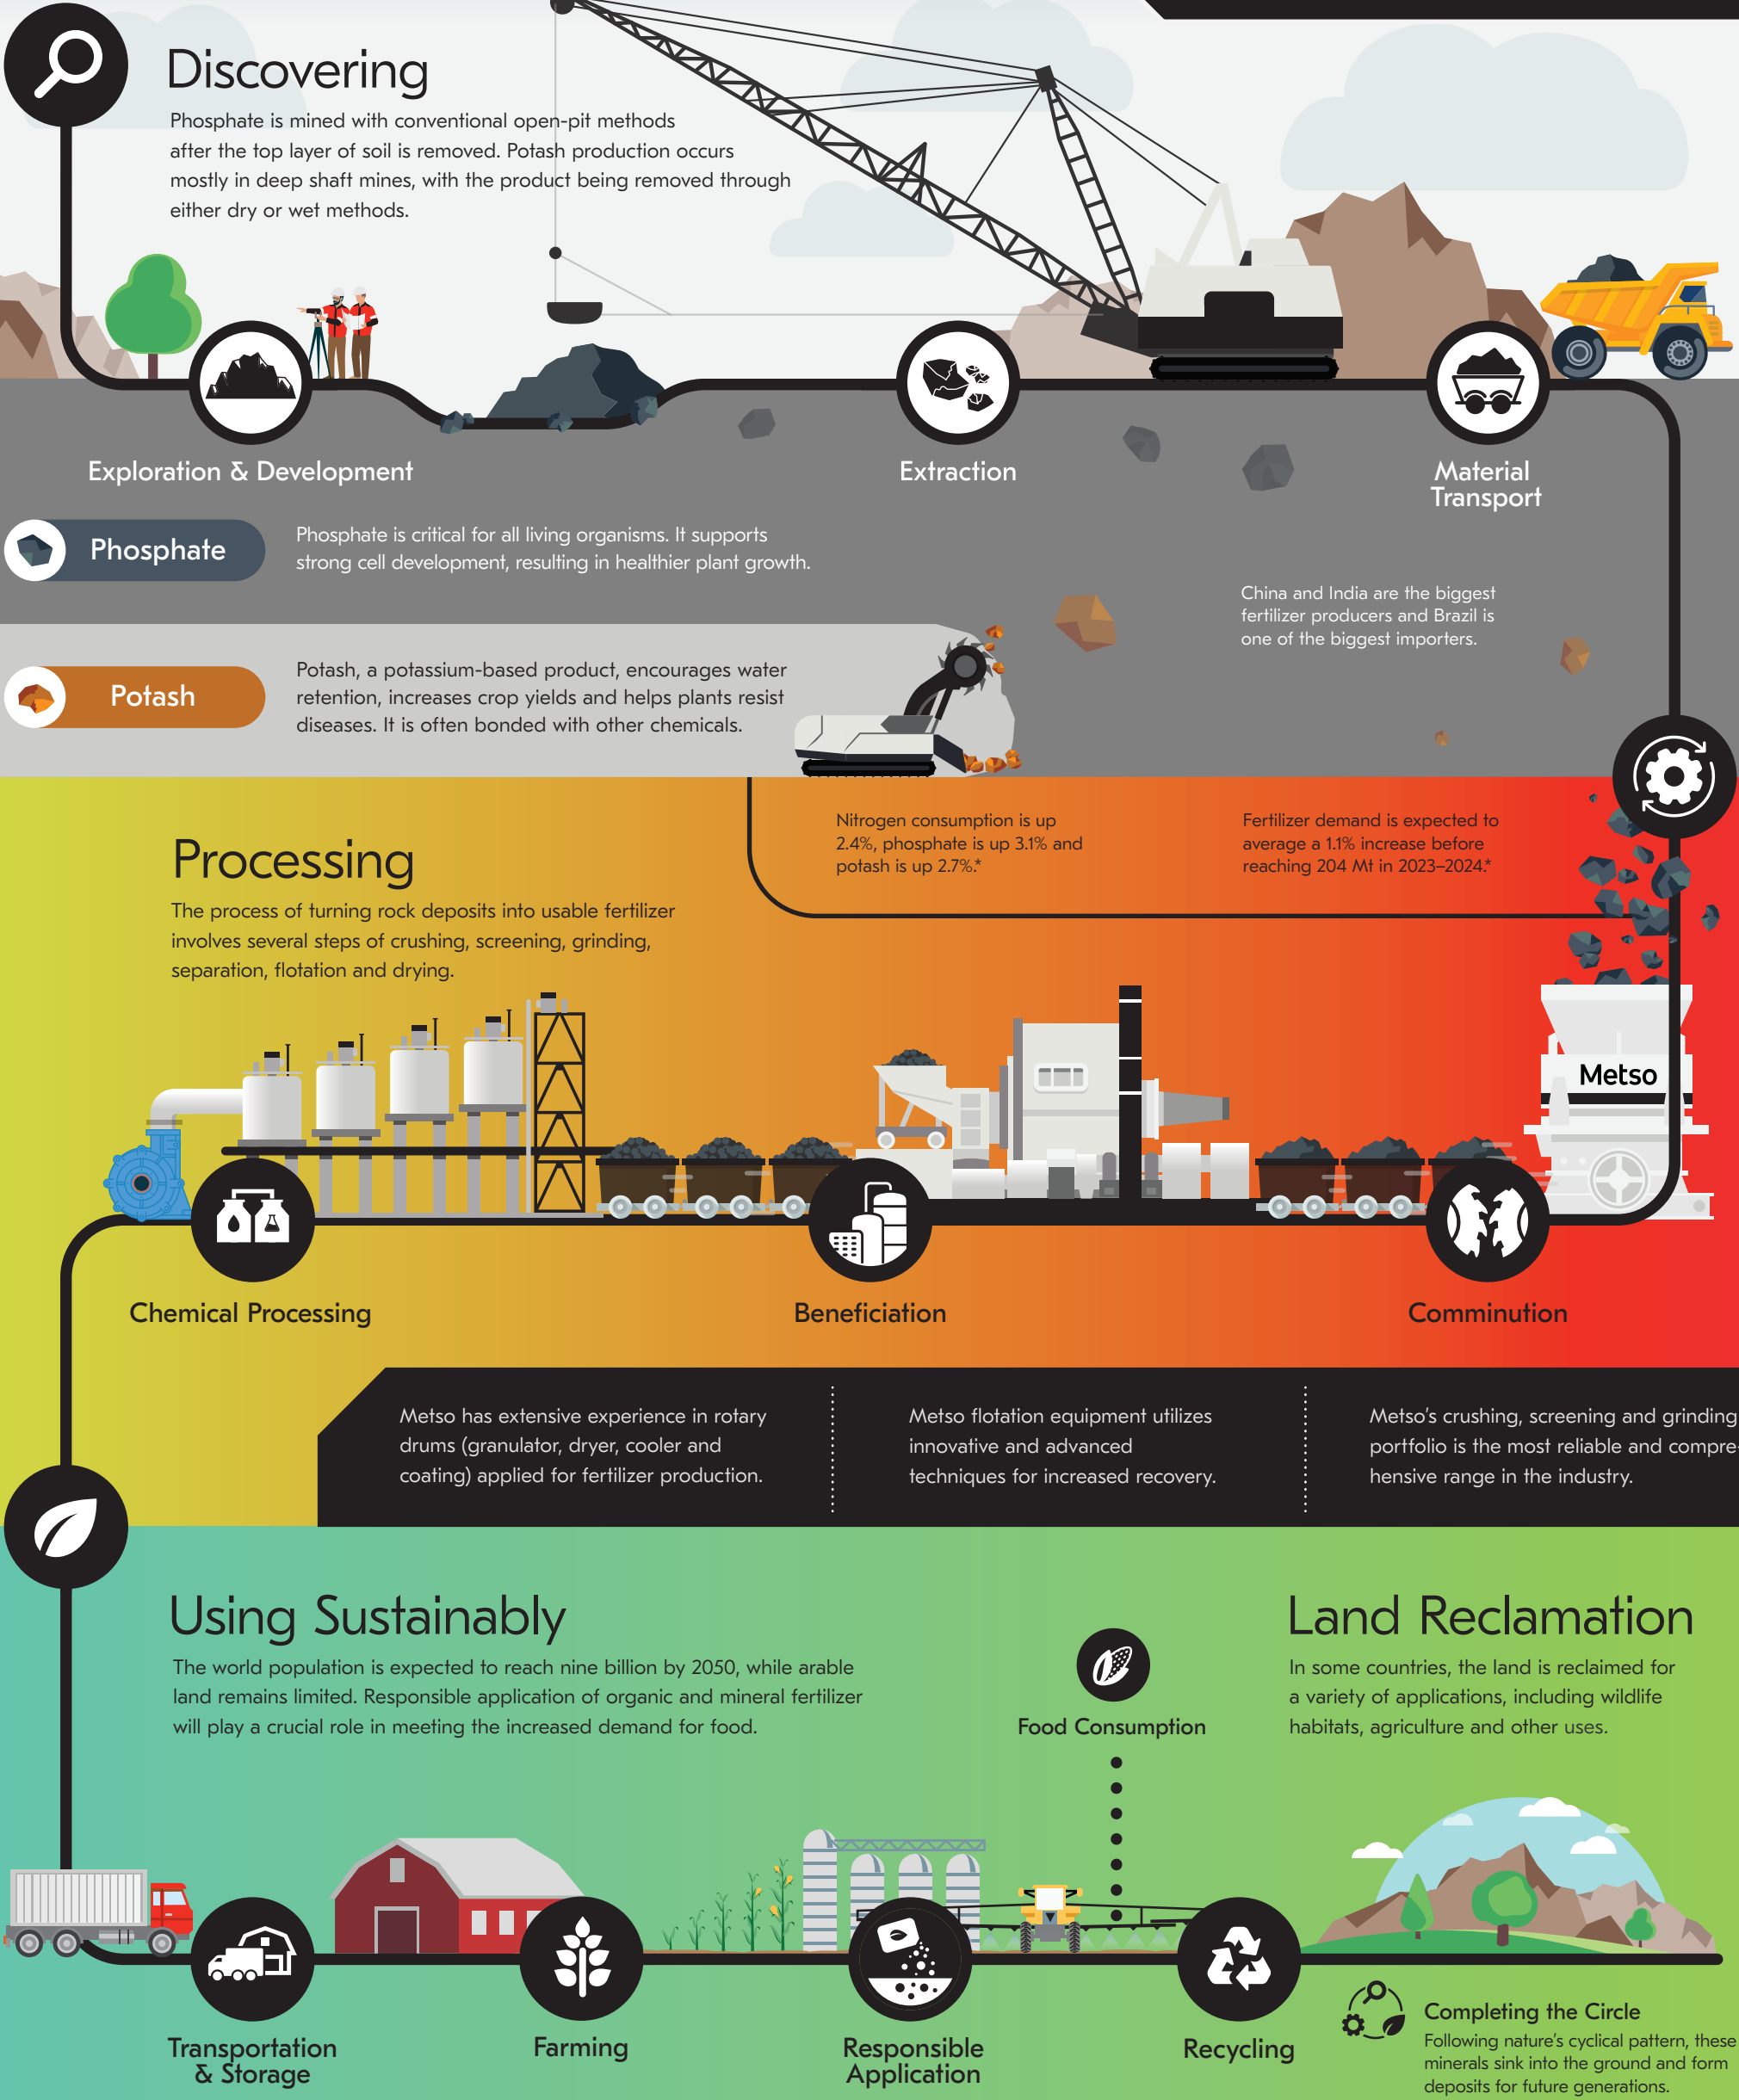 Discovering
Phosphate is mined with conventional open-pit methods
after the top layer of soil is removed. Potash production occurs
mostly in deep shaft mines, with the product being removed through
either dry or wet methods.
Exploration & Development
Extraction
Material
Transport
Phosphate
Phosphate is critical for all living organisms. It supports
strong cell development, resulting in healthier plant growth.
China and India are the biggest
fertilizer producers and Brazil is
one of the biggest importers.
Potash
Potash, a potassium-based product, encourages water
retention, increases crop yields and helps plants resist
diseases. It is often bonded with other chemicals.
Nitrogen consumption is up
2.4%, phosphate is up 3.1% and
potash is up 2.7%.*
Fertilizer demand is expected to
average a 1.1% increase before
reaching 204 Mt in 2023–2024.*
Processing
The process of turning rock deposits into usable fertilizer
involves several steps of crushing, screening, grinding,
separation, flotation and drying.
Metso
Chemical Processing
Beneficiation
Comminution
Metso has extensive experience in rotary
drums (granulator, dryer, cooler and
coating) applied for fertilizer production.
Metso flotation equipment utilizes
innovative and advanced
techniques for increased recovery.
Metso's crushing, screening and grinding
portfolio is the most reliable and compre-
hensive range in the industry.
Using Sustainably
The world population is expected to reach nine billion by 2050, while arable
land remains limited. Responsible application of organic and mineral fertilizer
will play a crucial role in meeting the increased demand for food.
Food Consumption
Land Reclamation
In some countries, the land is reclaimed for
a variety of applications, including wildlife
habitats, agriculture and other uses.
Transportation
& Storage
Farming
Responsible
Application
Recycling
Completing the Circle
Following nature's cyclical pattern, these
minerals sink into the ground and form
deposits for future generations.